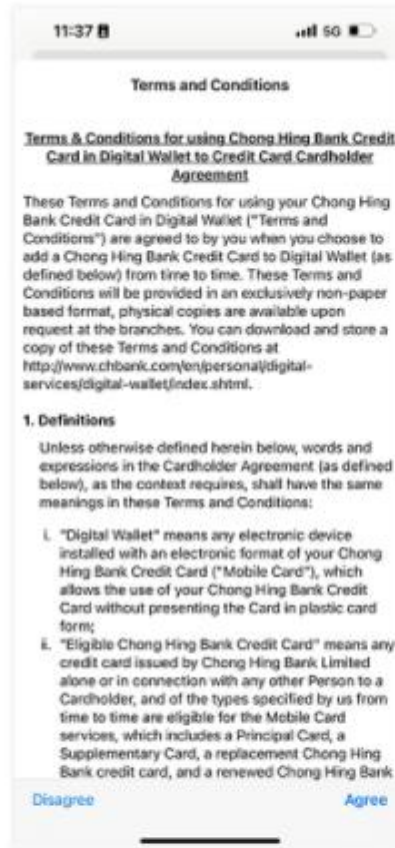 11:37
5G
Terms and Conditions
Terms & Conditions for using Chong Hing Bank Credit
Card in Digital Wallet to Credit Card Cardholder
Agreement
These Terms and Conditions for using your Chong Hing
Bank Credit Card in Digital Wallet ("Terms and
Conditions") are agreed to by you when you choose to
add a Chong Hing Bank Credit Card to Digital Wallet (as
defined below) from time to time. These Terms and
Conditions will be provided in an exclusively non-paper
based format, physical copies are available upon
request at the branches. You can download and store a
copy of these Terms and Conditions at
http://www.chbank.com/en/personal/digital-
services/digital-wallet/index.shtml.
1. Definitions
Unless otherwise defined herein below, words and
expressions in the Cardholder Agreement (as defined
below), as the context requires, shall have the same
meanings in these Terms and Conditions:
i. "Digital Wallet" means any electronic device
installed with an electronic format of your Chong
Hing Bank Credit Card ("Mobile Card"), which
allows the use of your Chong Hing Bank Credit
Card without presenting the Card in plastic card
form;
ii. "Eligible Chong Hing Bank Credit Card" means any
credit card issued by Chong Hing Bank Limited
alone or in connection with any other Person to a
Cardholder, and of the types specified by us from
time to time are eligible for the Mobile Card
services, which includes a Principal Card, a
Supplementary Card, a replacement Chong Hing
Bank credit card, and a renewed Chong Hing Bank
Disagree
Agree